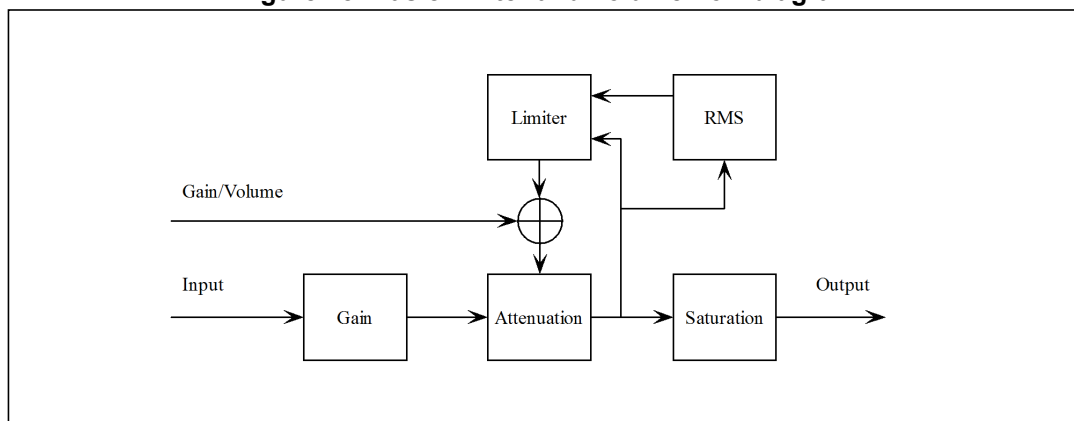 Limiter
RMS
Gain/Volume
Input
Output
Gain
Attenuation
Saturation